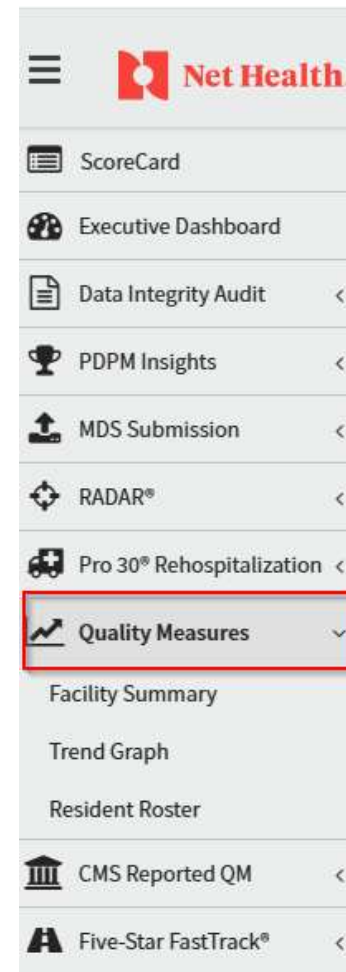 Net Health
ScoreCard
Executive Dashboard
Data Integrity Audit
PDPM Insights
MDS Submission
RADAR®
Pro 30® Rehospitalization
Quality Measures
Facility Summary
Trend Graph
Resident Roster
CMS Reported QM
Five-Star FastTrack®